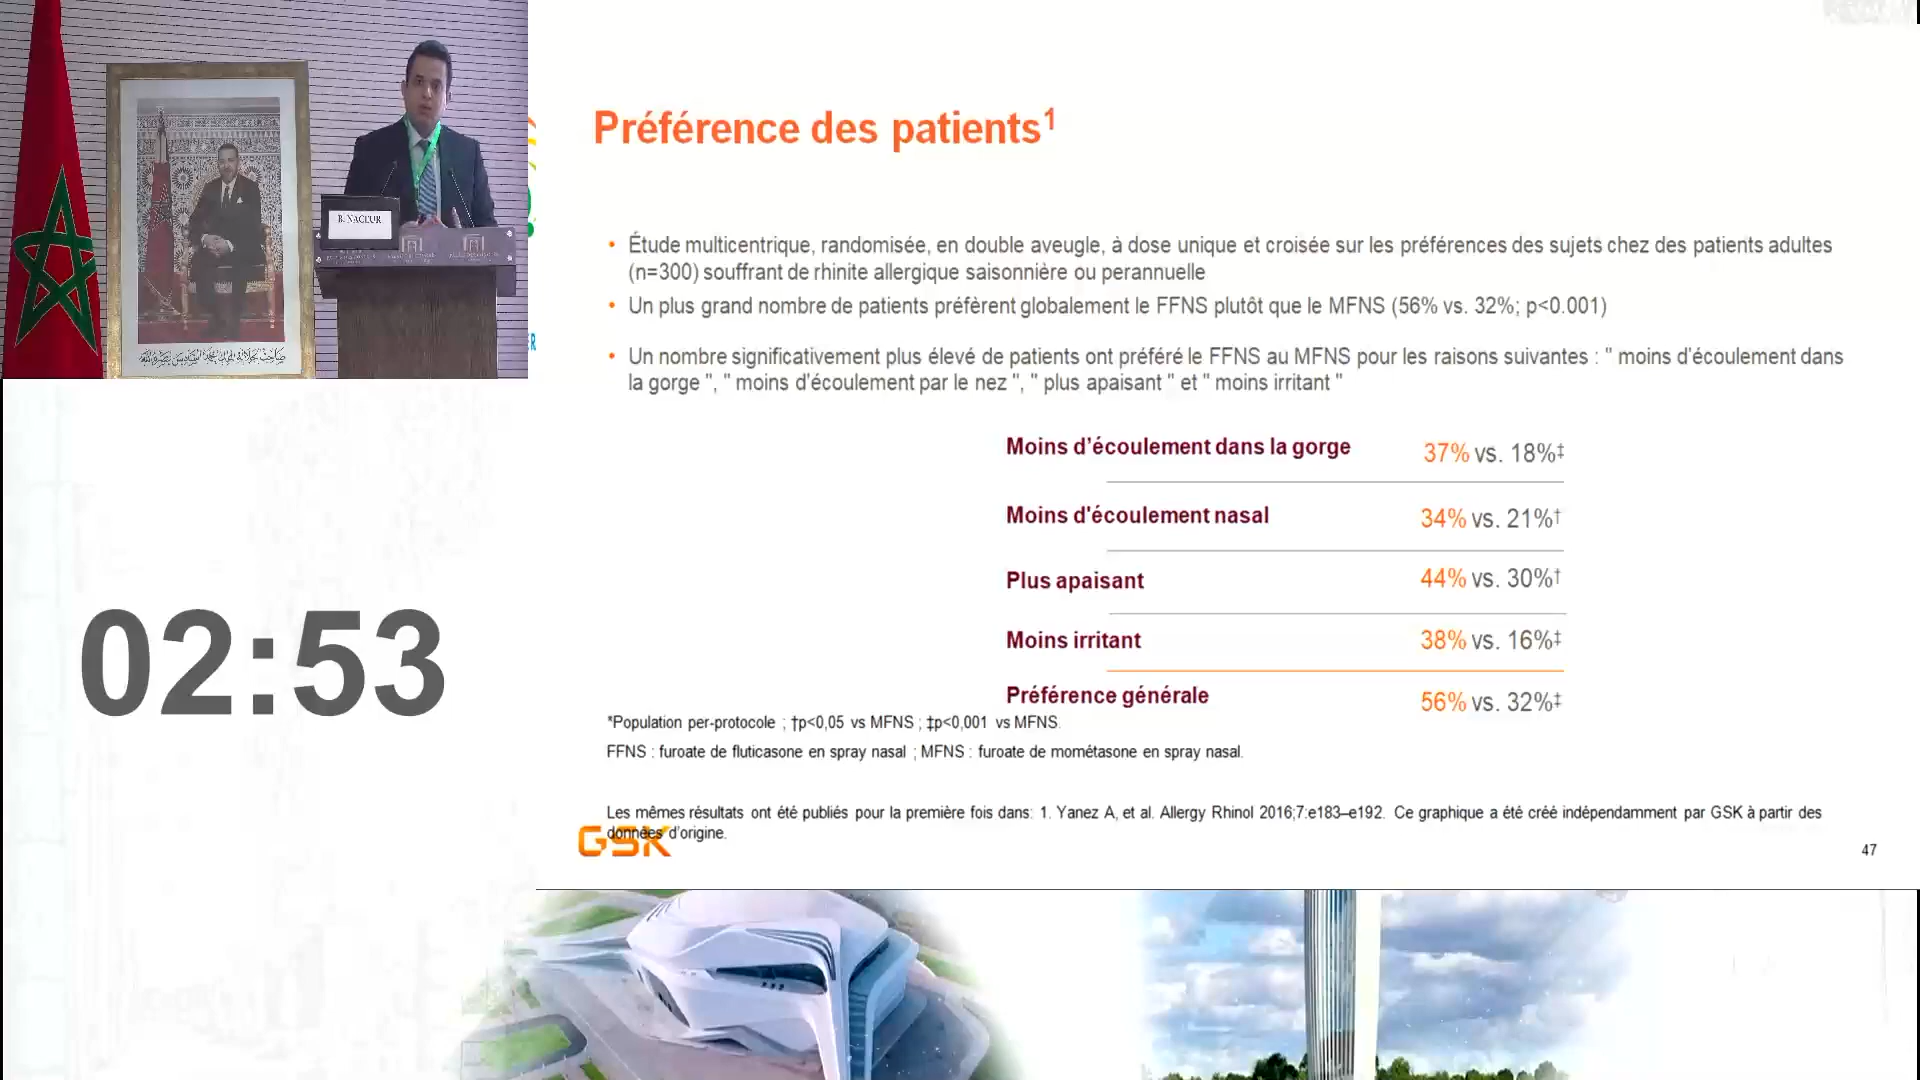 B. NACEUR
02:53
Préférence des patients¹
• Étude multicentrique, randomisée, en double aveugle, à dose unique et croisée sur les préférences des sujets chez des patients adultes
(n=300) souffrant de rhinite allergique saisonnière ou perannuelle
• Un plus grand nombre de patients préfèrent globalement le FFNS plutôt que le MFNS (56% vs. 32%; p<0.001)
• Un nombre significativement plus élevé de patients ont préféré le FFNS au MFNS pour les raisons suivantes : " moins d'écoulement dans
la gorge ", " moins d'écoulement par le nez ", " plus apaisant " et " moins irritant "
Moins d’écoulement dans la gorge 37% vs. 18%‡
Moins d'écoulement nasal 34% vs. 21%†
Plus apaisant 44% vs. 30%†
Moins irritant 38% vs. 16%‡
Préférence générale 56% vs. 32%‡
*Population per-protocole ; †p<0,05 vs MFNS ; ‡p<0,001 vs MFNS.
FFNS : furoate de fluticasone en spray nasal ; MFNS : furoate de mométasone en spray nasal.
Les mêmes résultats ont été publiés pour la première fois dans: 1. Yanez A, et al. Allergy Rhinol 2016;7:e183–e192. Ce graphique a été créé indépendamment par GSK à partir des
données d’origine.
GSK
47